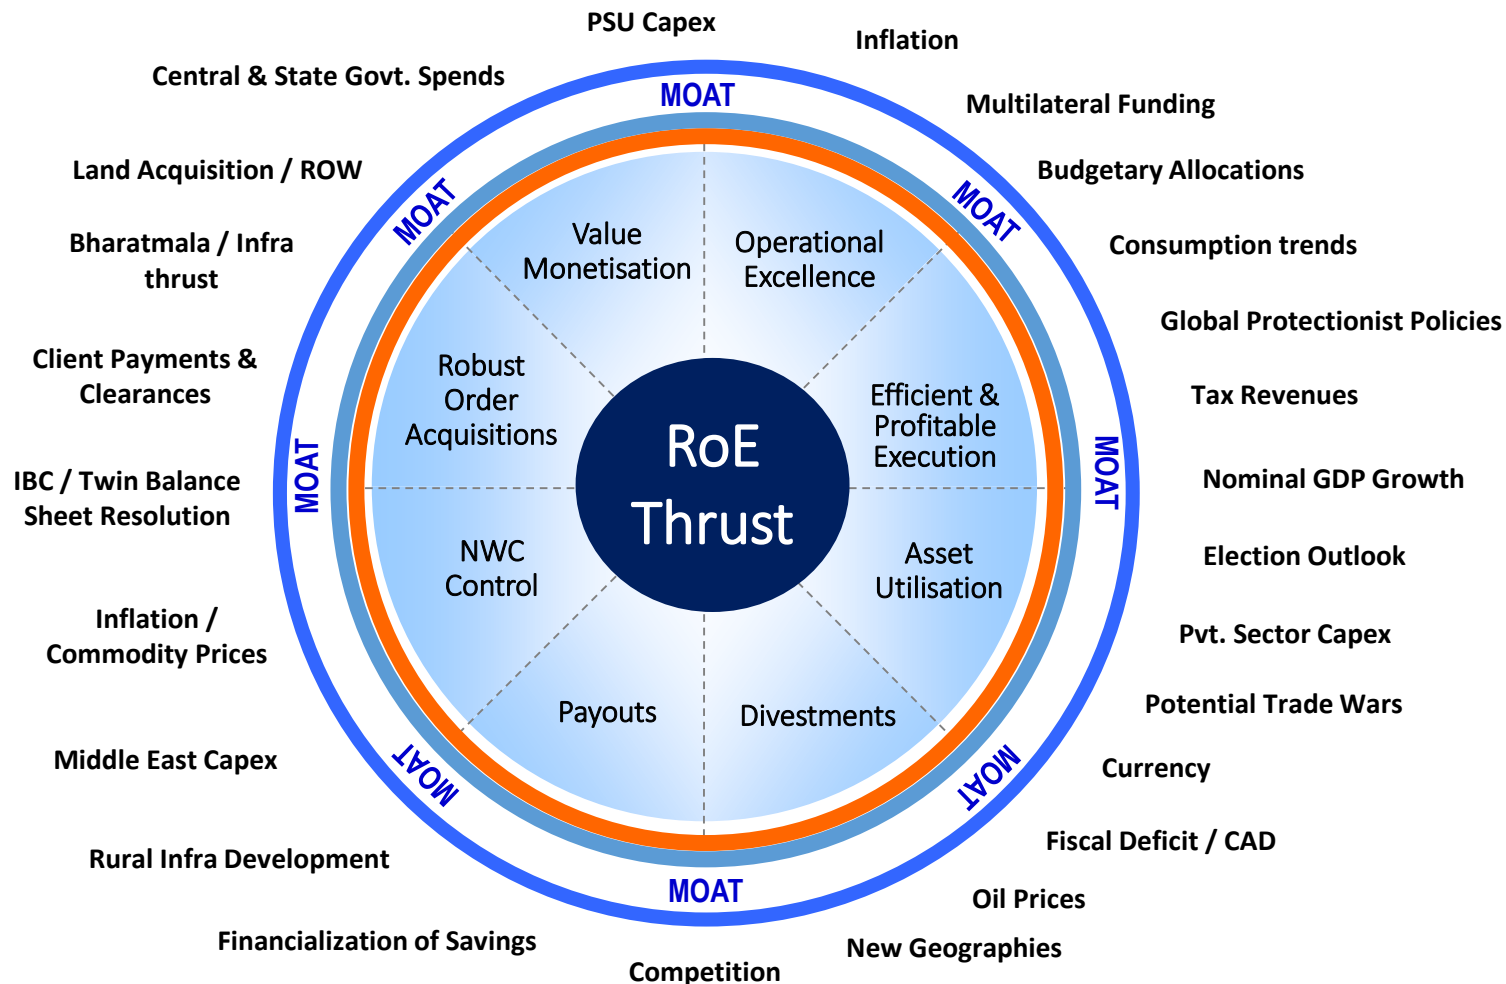 PSU Capex
Inflation
Central & State Govt. Spends
MOAT
Multilateral Funding
Land Acquisition / ROW
Budgetary Allocations
MOAT
MOAT
Bharatmala / Infra
thrust
Value
Monetisation
Operational
Excellence
Consumption trends
Global Protectionist Policies
Client Payments &
Clearances
Robust
Order
Acquisitions
Efficient &
Profitable
Execution
Tax Revenues
RoE
Thrust
MOAT
MOAT
IBC / Twin Balance
Sheet Resolution
Nominal GDP Growth
NWC
Control
Asset
Utilisation
Election Outlook
Inflation /
Commodity Prices
Pvt. Sector Capex
Payouts
Divestments
Potential Trade Wars
Middle East Capex
MOAT
MOAT
Currency
Rural Infra Development
Fiscal Deficit / CAD
MOAT
Oil Prices
Financialization of Savings
New Geographies
Competition